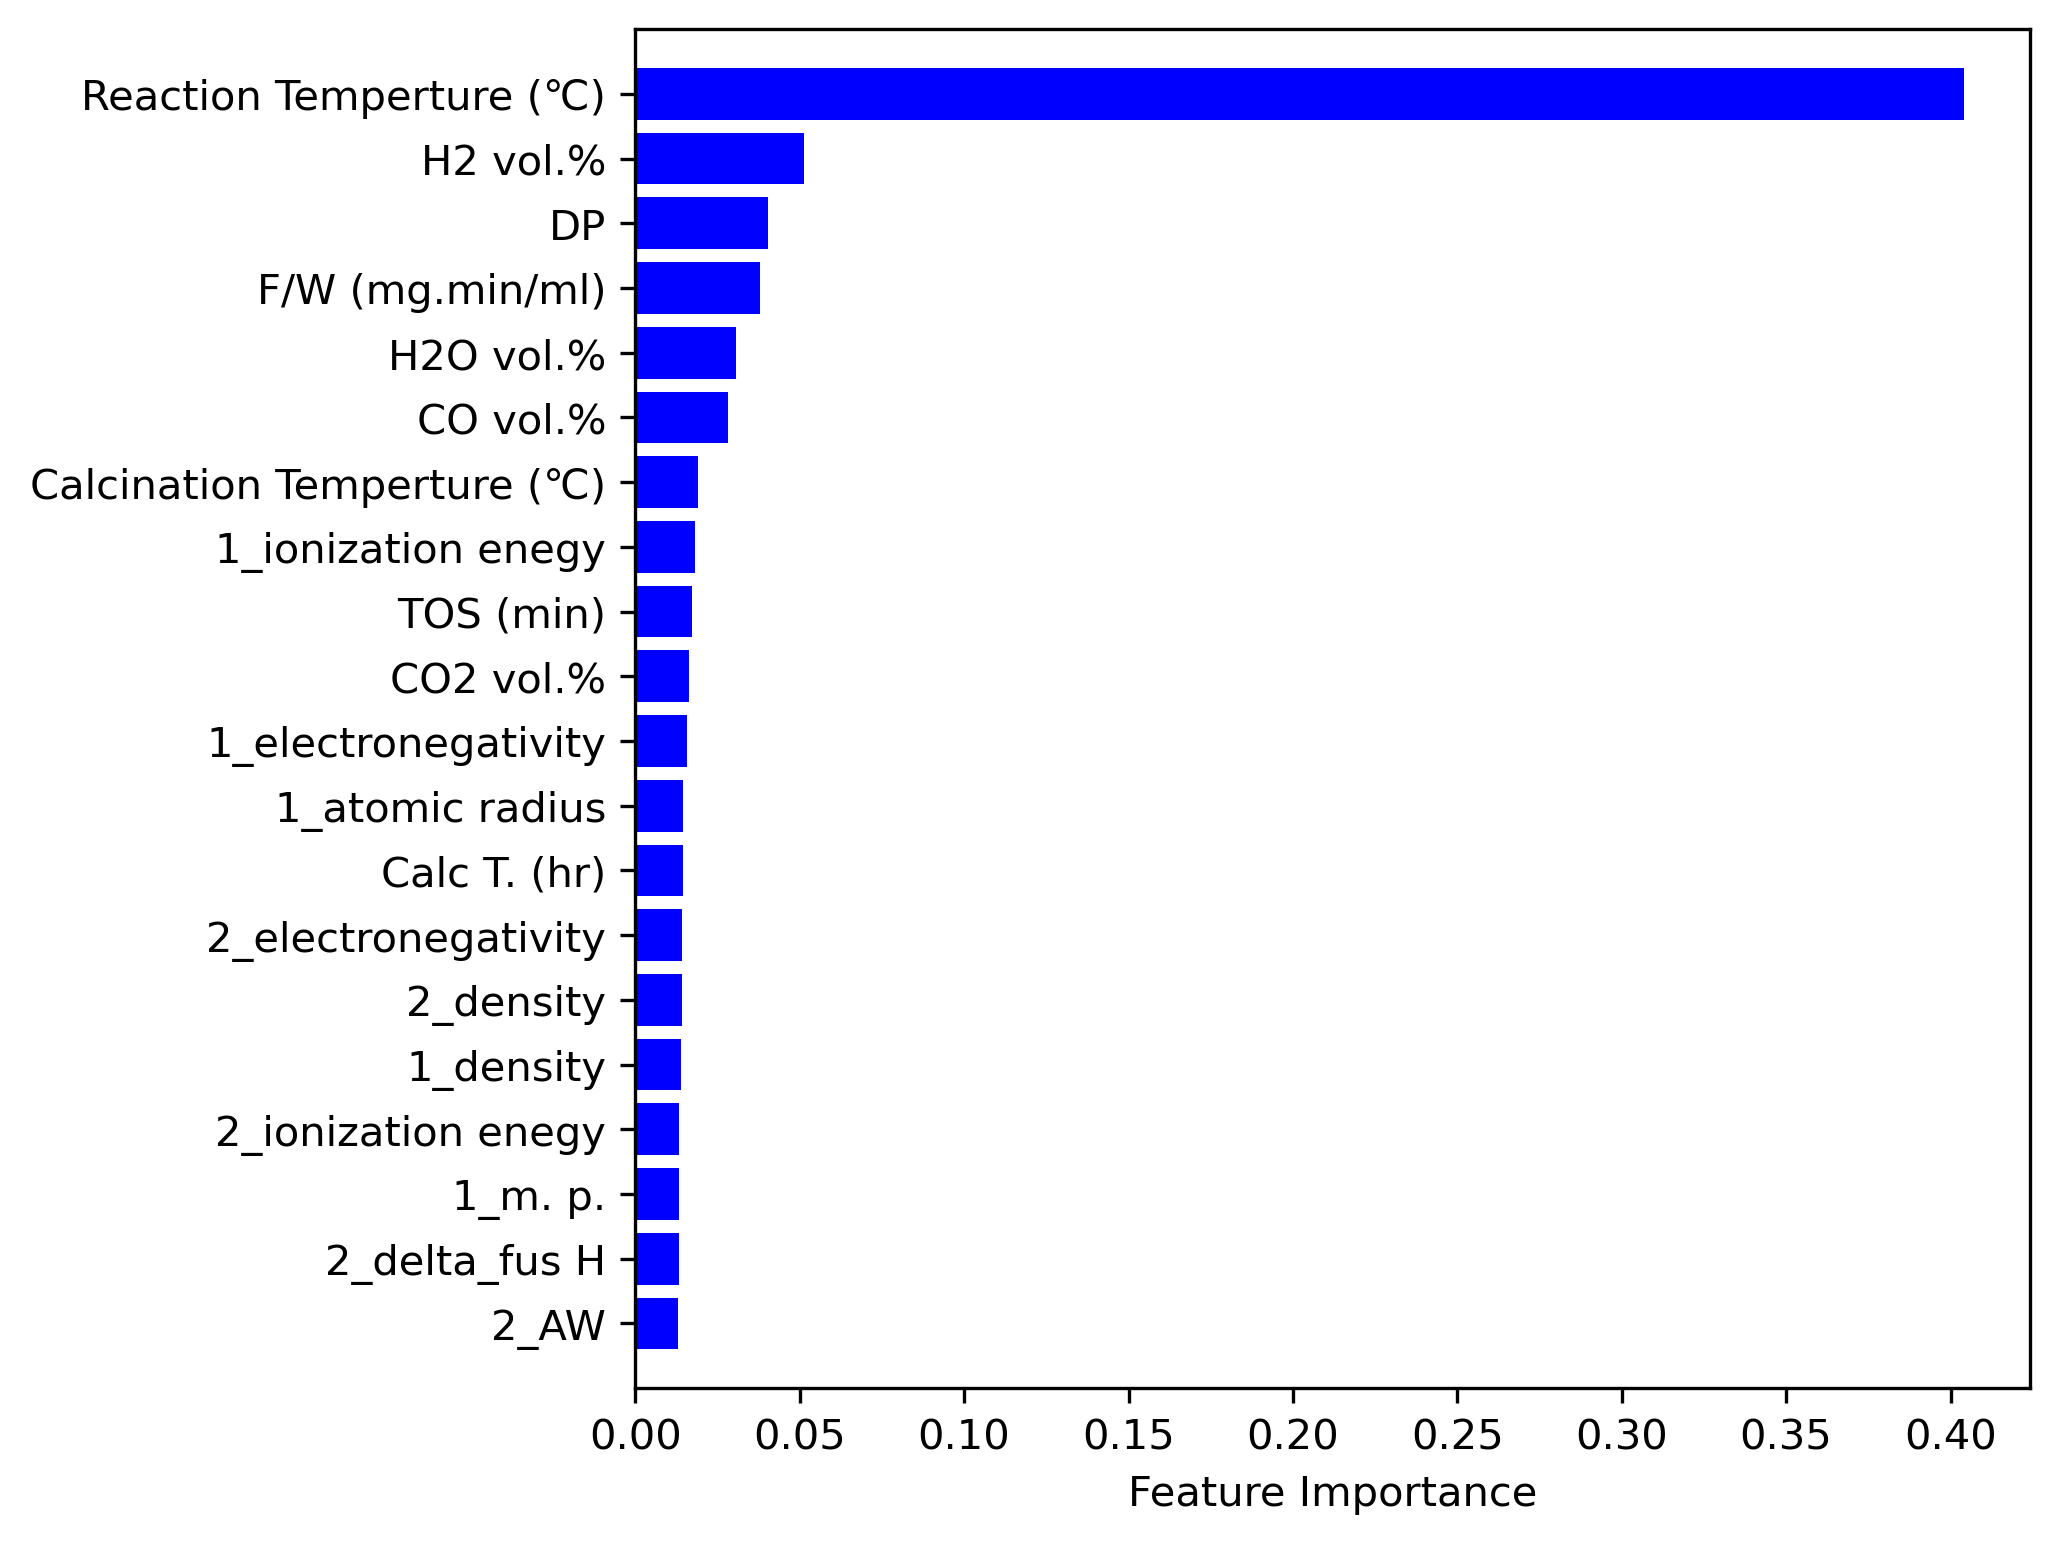 Reaction Temperture (℃)
H2 vol.%
DP
F/W (mg.min/ml)
H2O vol.%
CO vol.%
Calcination Temperture (℃)
1_ionization enegy
TOS (min)
CO2 vol.%
1_electronegativity
1_atomic radius
Calc T. (hr)
2_electronegativity
2_density
1_density
2_ionization enegy
1_m. p.
2_delta_fus H
2_AW
0.00 0.05 0.10 0.15 0.20 0.25 0.30 0.35 0.40
Feature Importance